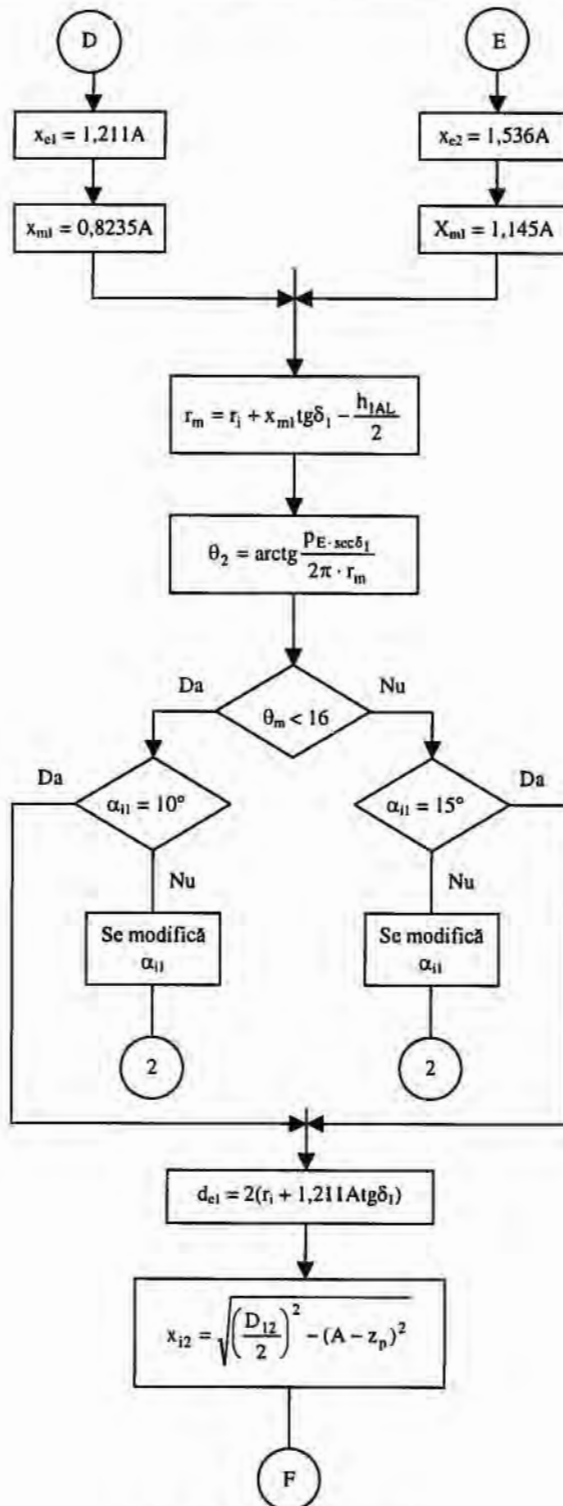 D
E
x_e1 = 1,211A
x_e2 = 1,536A
x_m1 = 0,8235A
X_m1 = 1,145A
r_m = r_i + x_m1 tgδ_1 − h_1AL / 2
θ_2 = arctg p_E·secδ_1 / 2π · r_m
Da
Nu
θ_m < 16
Da
α_i1 = 10°
α_i1 = 15°
Da
Nu
Nu
Se modifică
α_i1
Se modifică
α_i1
2
2
d_e1 = 2(r_i + 1,211Atgδ_1)
x_i2 = √((D_12 / 2)² − (A − z_p)²)
F